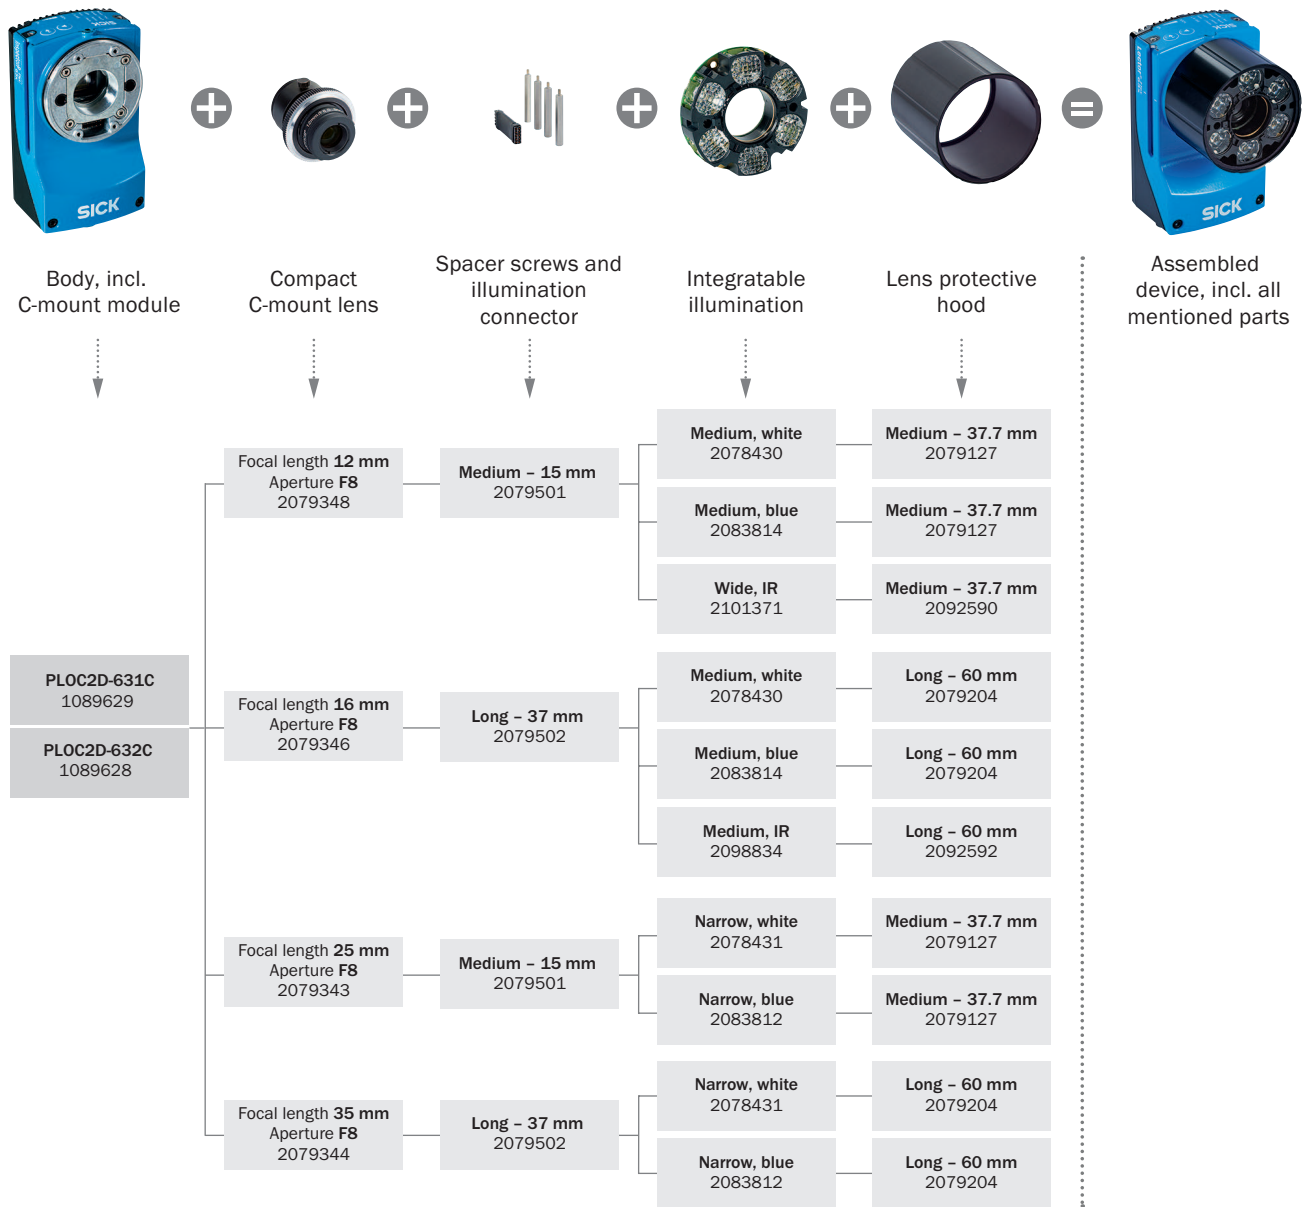 SICK
SICK
SICK
SICK
Body, incl.
C-mount module
Compact
C-mount lens
Spacer screws and
illumination
connector
Integratable
illumination
Lens protective
hood
Assembled
device, incl. all
mentioned parts
PLOC2D-631C
1089629
PLOC2D-632C
1089628
Focal length 12 mm
Aperture F8
2079348
Medium – 15 mm
2079501
Medium, white
2078430
Medium – 37.7 mm
2079127
Medium, blue
2083814
Medium – 37.7 mm
2079127
Wide, IR
2101371
Medium – 37.7 mm
2092590
Focal length 16 mm
Aperture F8
2079346
Long – 37 mm
2079502
Medium, white
2078430
Long – 60 mm
2079204
Medium, blue
2083814
Long – 60 mm
2079204
Medium, IR
2098834
Long – 60 mm
2092592
Focal length 25 mm
Aperture F8
2079343
Medium – 15 mm
2079501
Narrow, white
2078431
Medium – 37.7 mm
2079127
Narrow, blue
2083812
Medium – 37.7 mm
2079127
Focal length 35 mm
Aperture F8
2079344
Long – 37 mm
2079502
Narrow, white
2078431
Long – 60 mm
2079204
Narrow, blue
2083812
Long – 60 mm
2079204